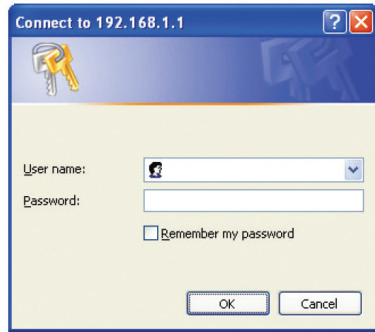 Connect to 192.168.1.1
User name:
Password:
Remember my password
OK Cancel